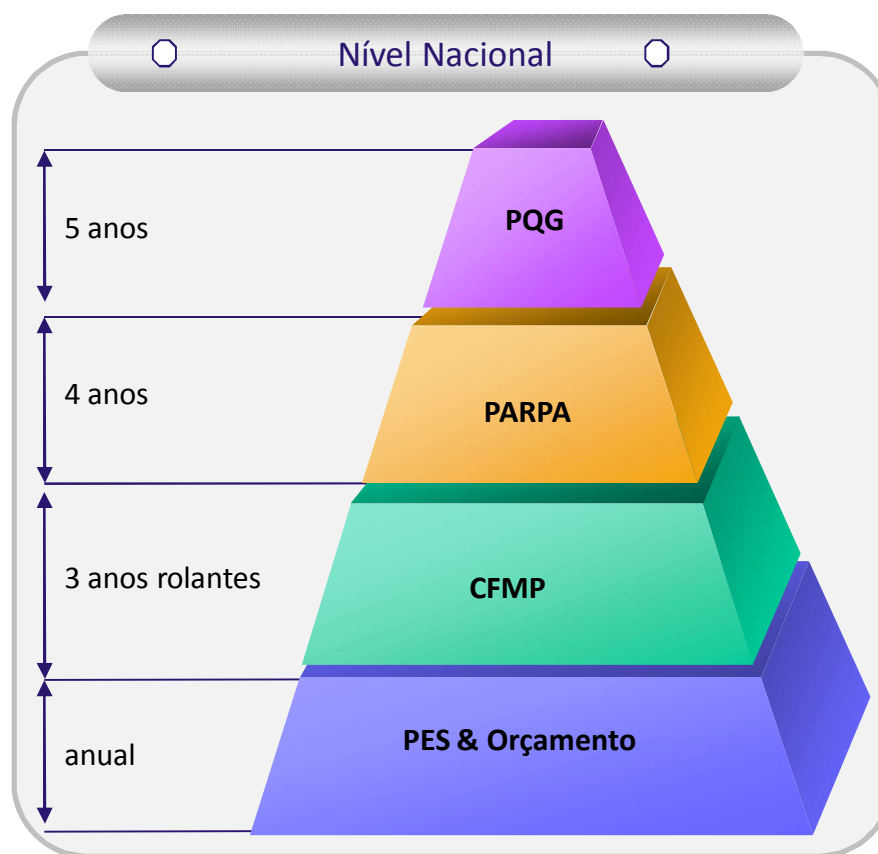 Nível Nacional
5 anos
PQG
4 anos
PARPA
3 anos rolantes
CFMP
anual
PES & Orçamento